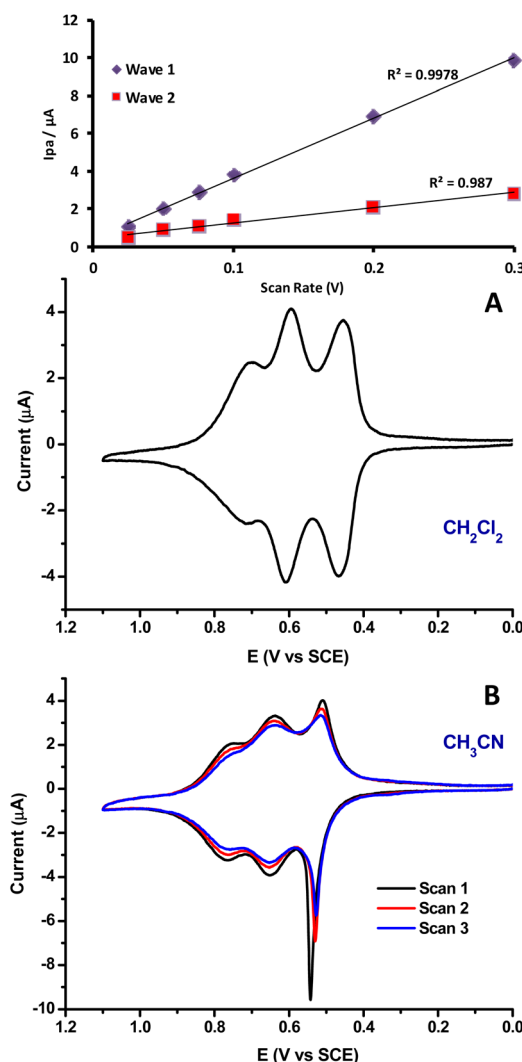 Ipa / µA
12
10
8
6
4
2
0
Wave 1
Wave 2
R² = 0.9978
R² = 0.987
0
0.1
0.2
0.3
Scan Rate (V)
A
Current (µA)
4
2
0
-2
-4
CH₂Cl₂
1.2 1.0 0.8 0.6 0.4 0.2 0.0
E (V vs SCE)
B
Current (µA)
4
2
0
-2
-4
-6
-8
-10
CH₃CN
Scan 1
Scan 2
Scan 3
1.2 1.0 0.8 0.6 0.4 0.2 0.0
E (V vs SCE)